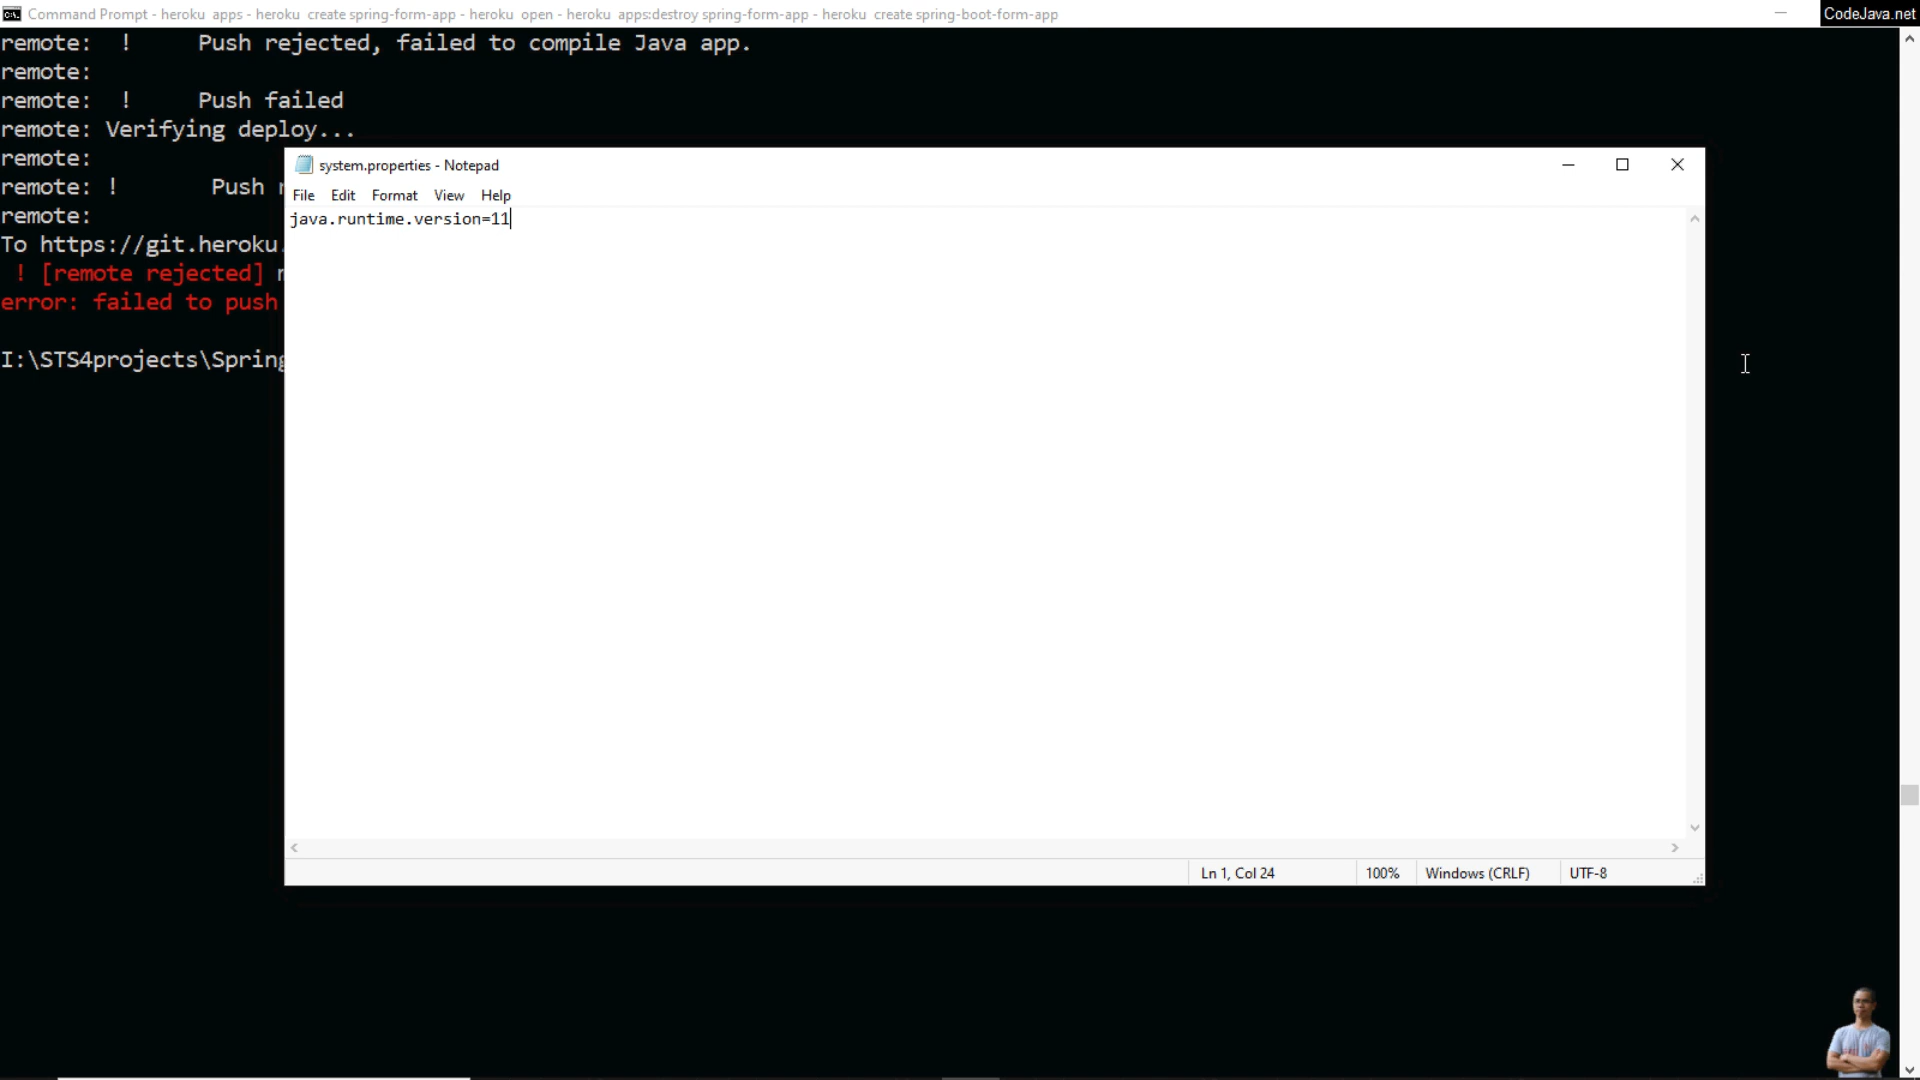 Command Prompt - heroku apps - heroku create spring-form-app - heroku open - heroku apps:destroy spring-form-app - heroku create spring-boot-form-app
CodeJava.net
remote:  !     Push rejected, failed to compile Java app.
remote:
remote:  !     Push failed
remote: Verifying deploy...
remote:
remote: !       Push
remote:
To https://git.heroku
! [remote rejected]
error: failed to push
I:\STS4projects\Spring
system.properties - Notepad
File Edit Format View Help
java.runtime.version=11
Ln 1, Col 24
100%
Windows (CRLF)
UTF-8